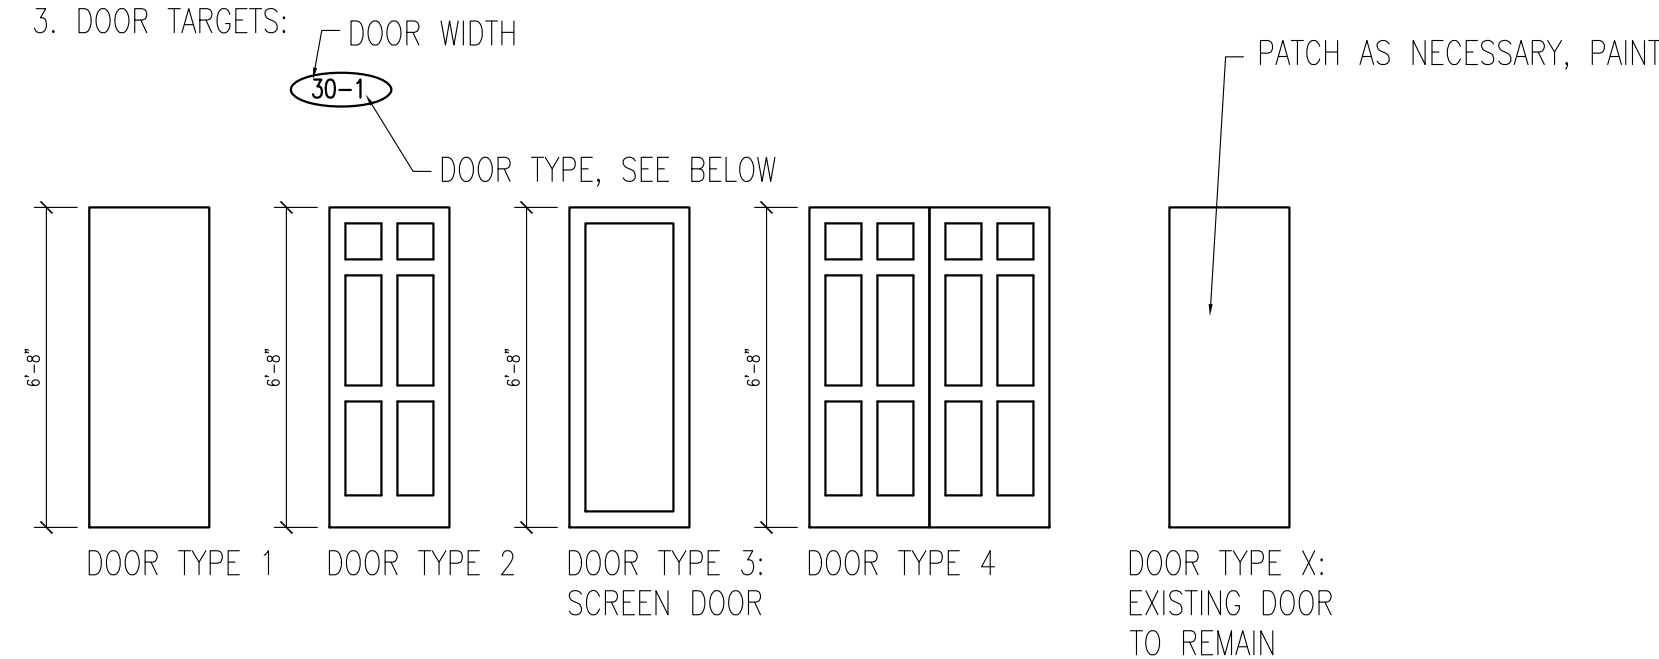 3. DOOR TARGETS:
DOOR WIDTH
PATCH AS NECESSARY, PAINT
30-1
DOOR TYPE, SEE BELOW
6'-8"
6'-8"
6'-8"
6'-8"
DOOR TYPE 1
DOOR TYPE 2
DOOR TYPE 3:
SCREEN DOOR
DOOR TYPE 4
DOOR TYPE X:
EXISTING DOOR
TO REMAIN